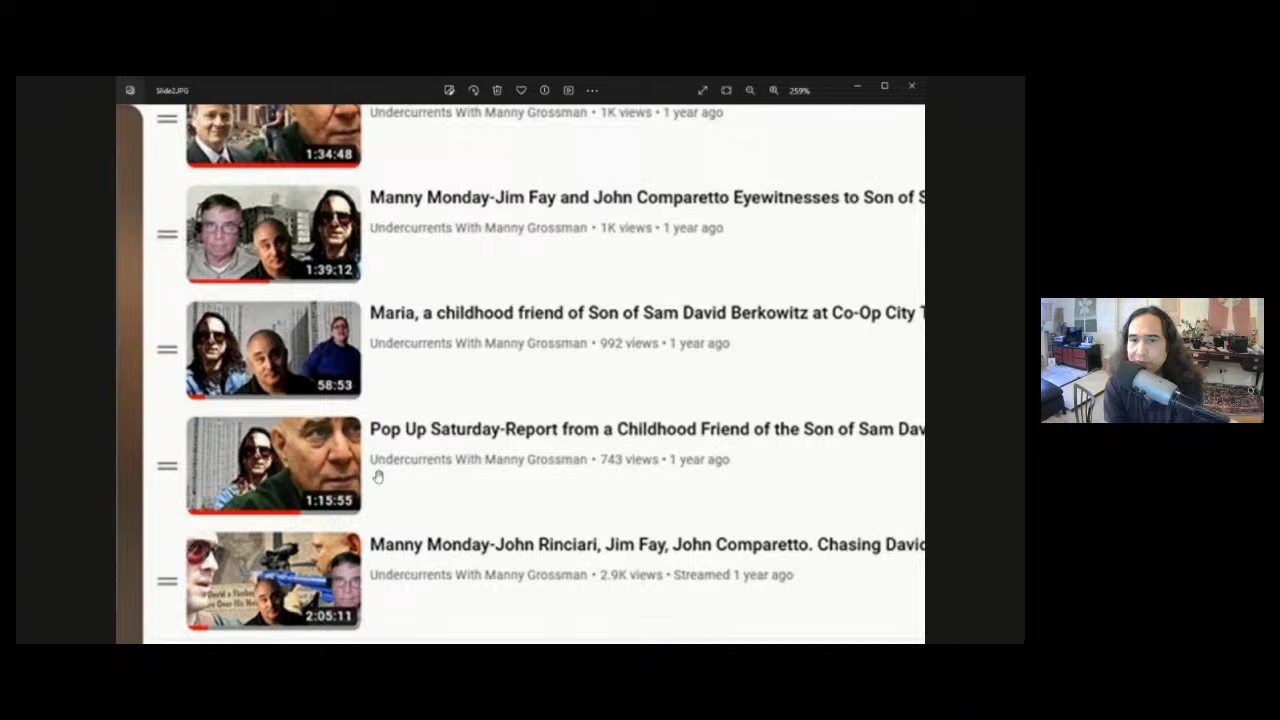 Slide2.JPG
259%
Undercurrents With Manny Grossman • 1K views • 1 year ago
1:34:48
Manny Monday-Jim Fay and John Comparetto Eyewitnesses to Son of S
Undercurrents With Manny Grossman • 1K views • 1 year ago
1:39:12
Maria, a childhood friend of Son of Sam David Berkowitz at Co-Op City T
Undercurrents With Manny Grossman • 992 views • 1 year ago
58:53
Pop Up Saturday-Report from a Childhood Friend of the Son of Sam Dav
Undercurrents With Manny Grossman • 743 views • 1 year ago
1:15:55
Manny Monday-John Rinciari, Jim Fay, John Comparetto. Chasing Davic
Undercurrents With Manny Grossman • 2.9K views • Streamed 1 year ago
2:05:11